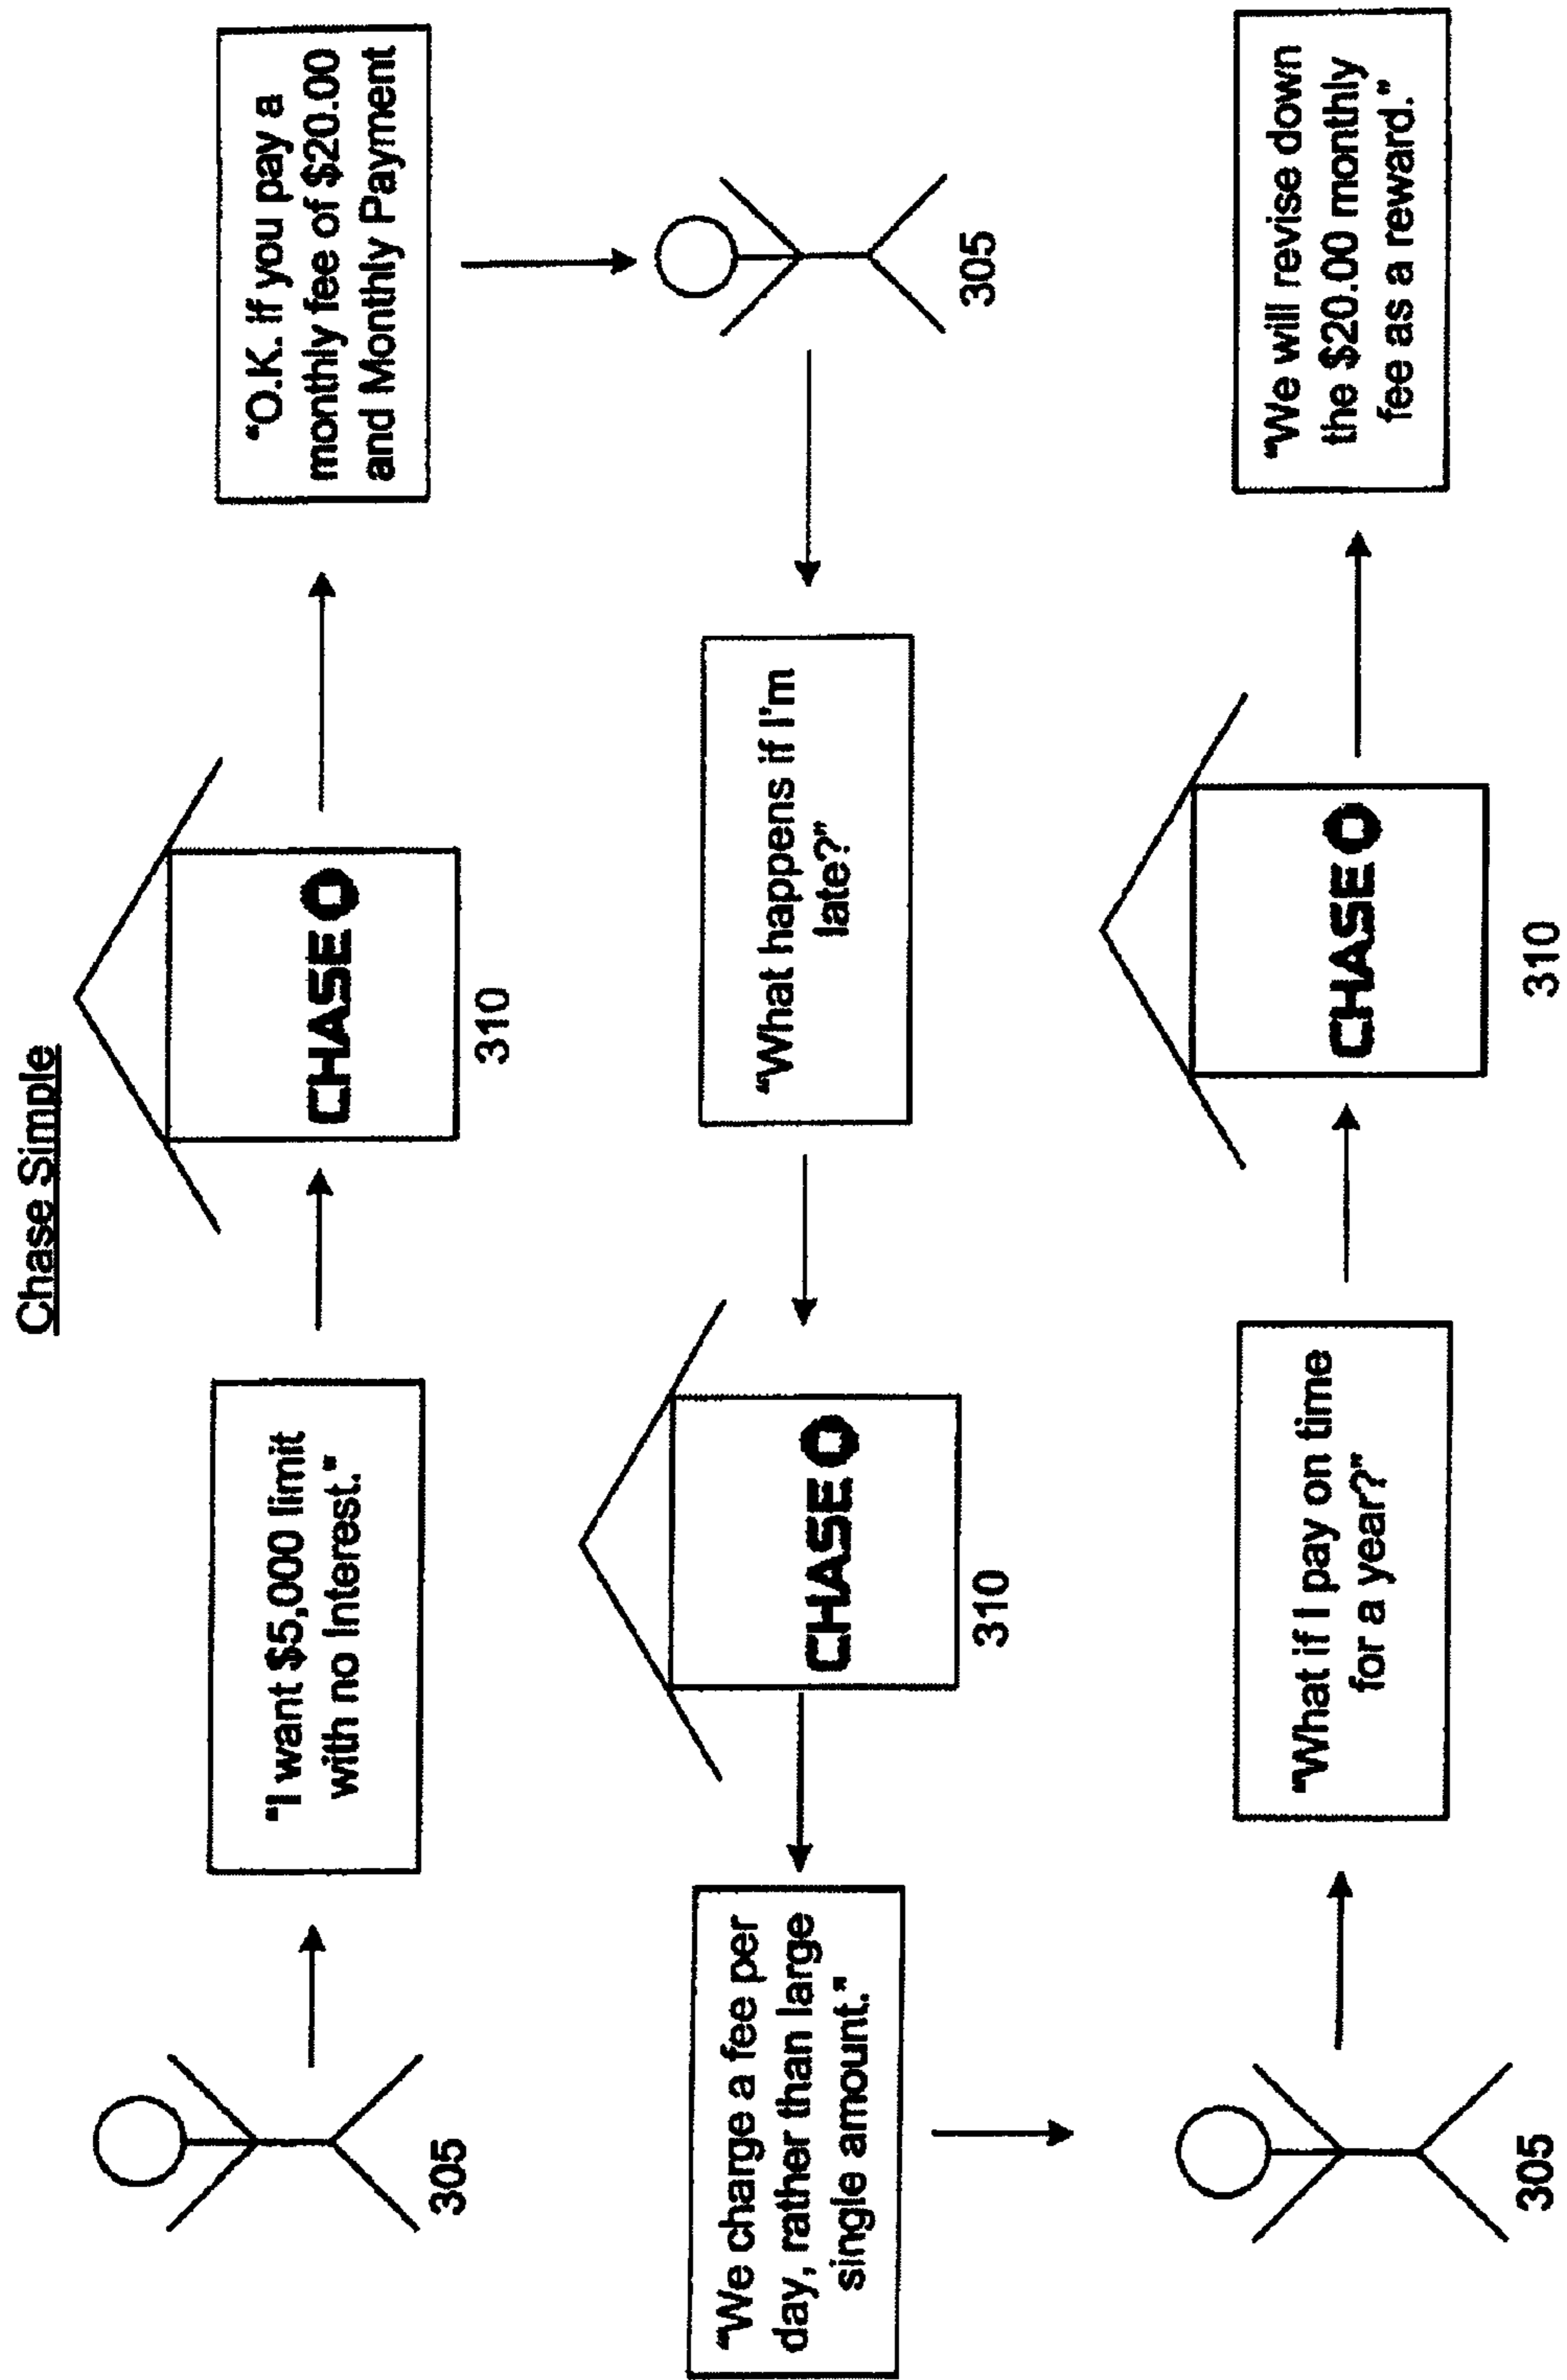 Chase Simple
"I want $5,000 limit
with no Interest."
CHASE
"O.K. if you pay a
monthly fee of $20.00
and Monthly Payment
305
310
305
"What happens if I'm
late?"
CHASE
310
"We charge a fee per
day, rather than large
single amount."
"What if I pay on time
for a year?"
CHASE
"We will revise down
the $20.00 monthly
fee as a reward."
305
310